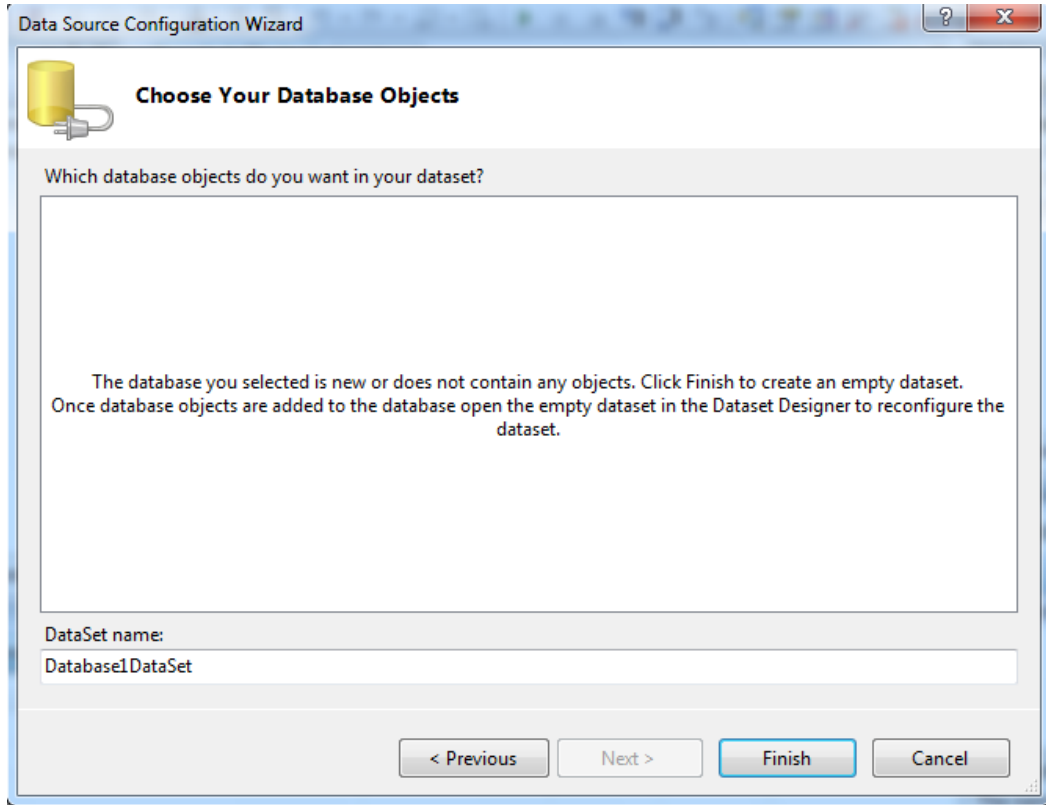 Data Source Configuration Wizard
?
X
Choose Your Database Objects
Which database objects do you want in your dataset?
The database you selected is new or does not contain any objects. Click Finish to create an empty dataset.
Once database objects are added to the database open the empty dataset in the Dataset Designer to reconfigure the
dataset.
DataSet name:
Database1DataSet
< Previous
Next >
Finish
Cancel